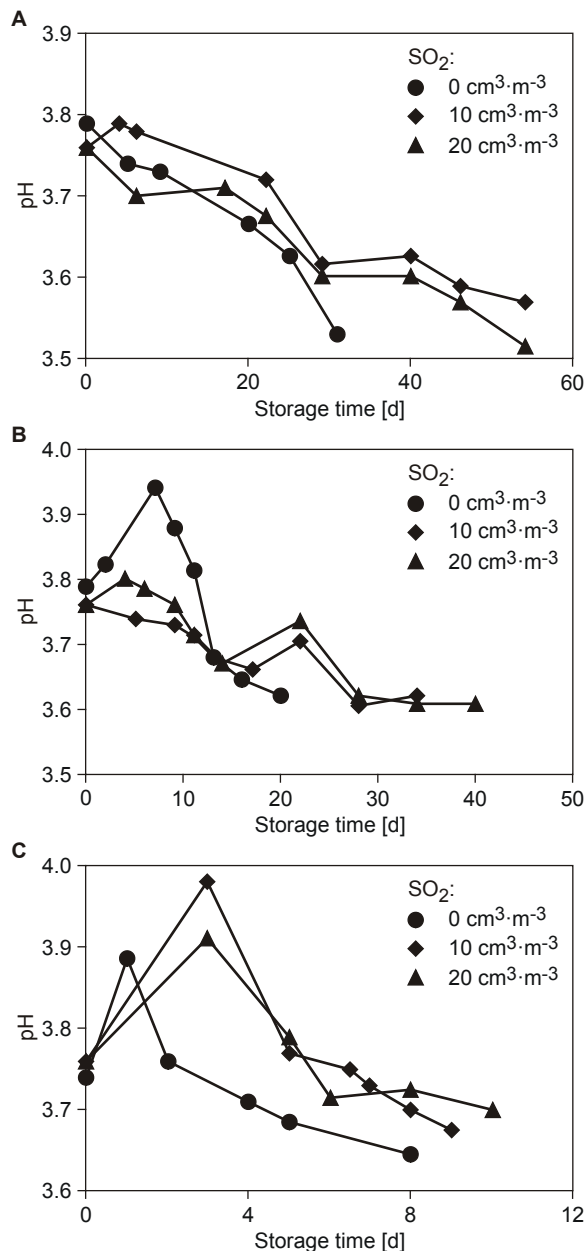 A
3.9
SO2:
0 cm³·m⁻³
10 cm³·m⁻³
20 cm³·m⁻³
3.8
pH
3.7
3.6
3.5
0 20 40 60
Storage time [d]
B
4.0
SO2:
0 cm³·m⁻³
10 cm³·m⁻³
20 cm³·m⁻³
3.9
3.8
pH
3.7
3.6
3.5
0 10 20 30 40 50
Storage time [d]
C
4.0
SO2:
0 cm³·m⁻³
10 cm³·m⁻³
20 cm³·m⁻³
3.9
pH
3.8
3.7
3.6
0 4 8 12
Storage time [d]